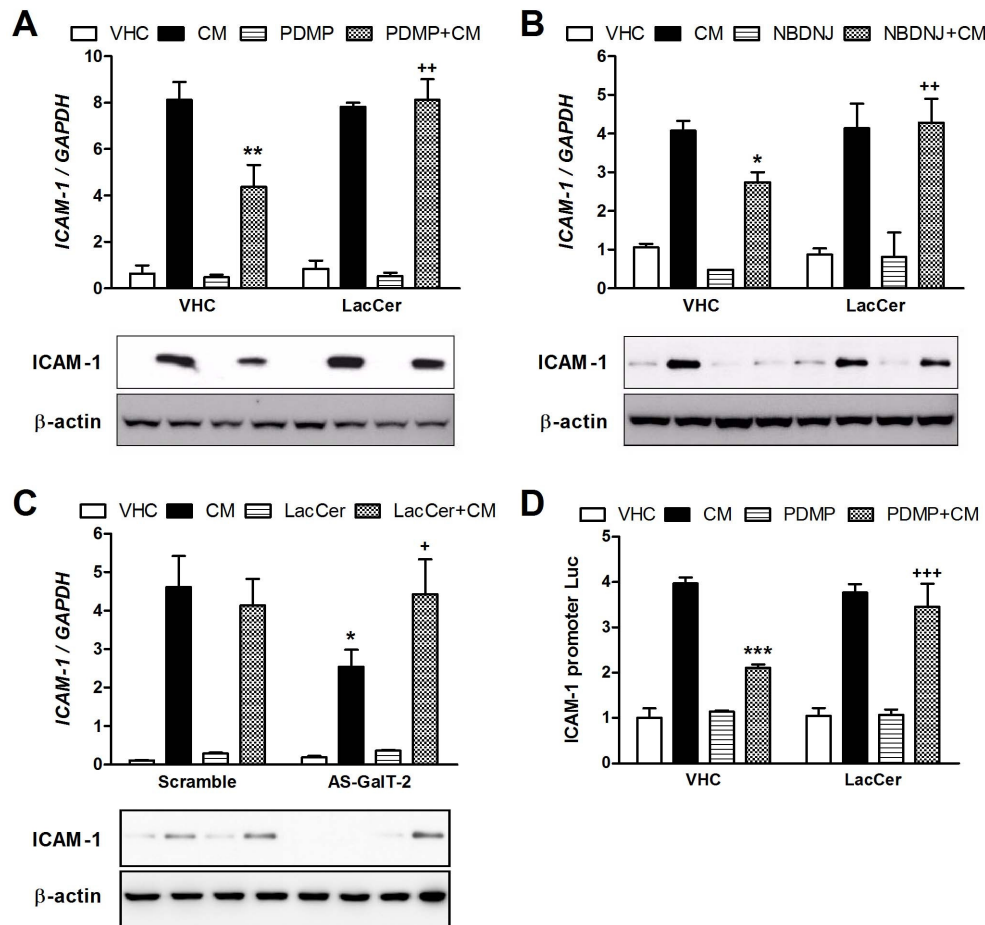 A
VHC CM PDMP PDMP+CM
ICAM-1 / GAPDH
10
8
6
4
2
0
++
**
VHC LacCer
ICAM-1
β-actin
B
VHC CM NBDNJ NBDNJ+CM
ICAM-1 / GAPDH
6
5
4
3
2
1
0
++
*
VHC LacCer
ICAM-1
β-actin
C
VHC CM LacCer LacCer+CM
ICAM-1 / GAPDH
6
5
4
3
2
1
0
+
*
Scramble AS-GalT-2
ICAM-1
β-actin
D
VHC CM PDMP PDMP+CM
ICAM-1 promoter Luc
5
4
2
1
0
+++
***
VHC LacCer